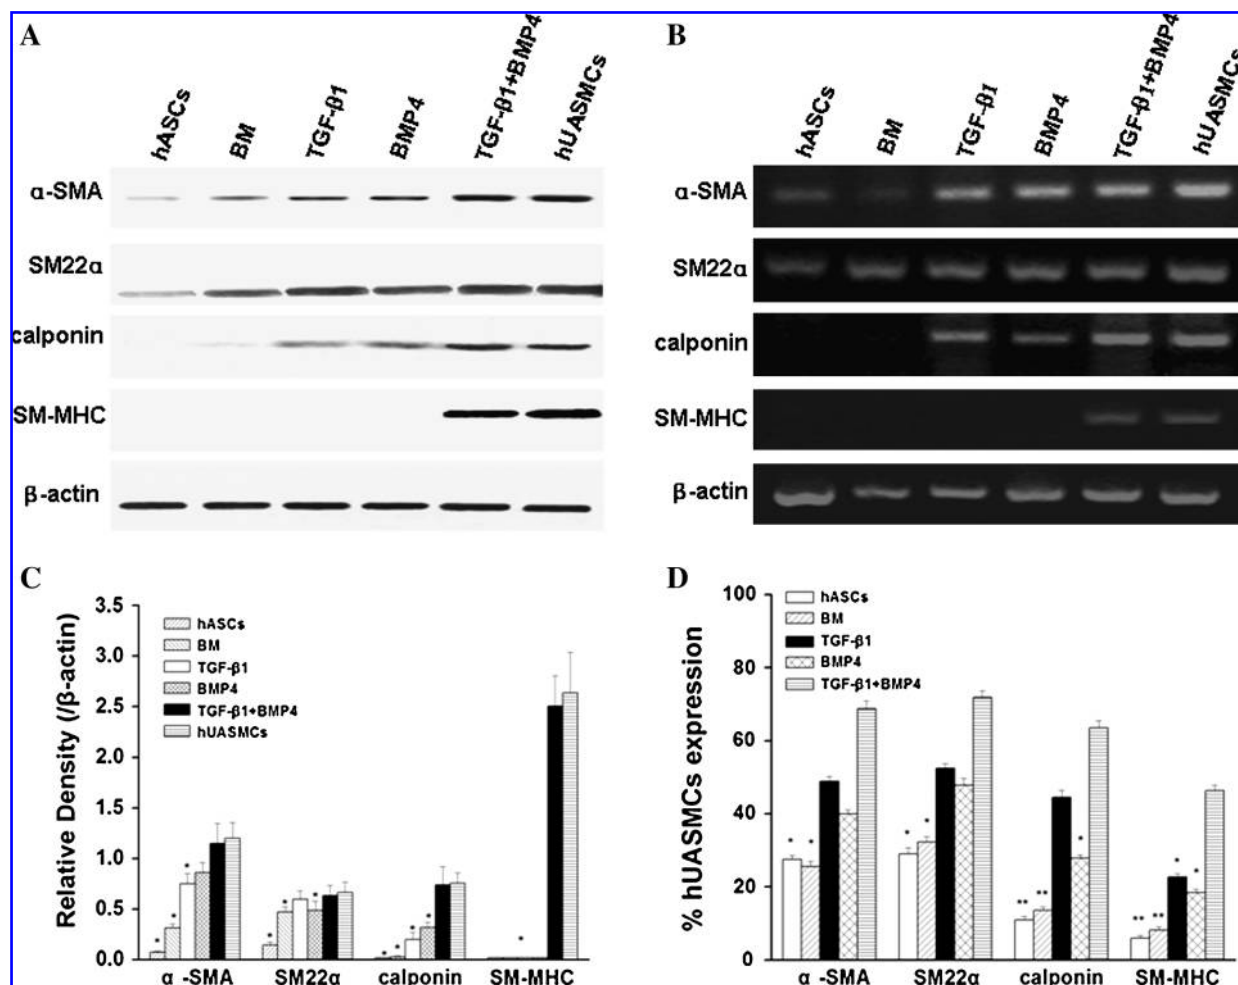 A
hASCs
BM
TGF-β1
BMP4
TGF-β1+BMP4
hUASMCs
α-SMA
SM22α
calponin
SM-MHC
β-actin
B
hASCs
BM
TGF-β1
BMP4
TGF-β1+BMP4
hUASMCs
α-SMA
SM22α
calponin
SM-MHC
β-actin
C
Relative Density (/β-actin)
3.5
3.0
2.5
2.0
1.5
1.0
0.5
0.0
hASCs
BM
TGF-β1
BMP4
TGF-β1+BMP4
hUASMCs
* * *
* * *
* * * *
*
α -SMA SM22α calponin SM-MHC
D
% hUASMCs expression
100
80
60
40
20
0
hASCs
BM
TGF-β1
BMP4
TGF-β1+BMP4
* *
* *
** ** *
** ** * *
α-SMA SM22α calponin SM-MHC